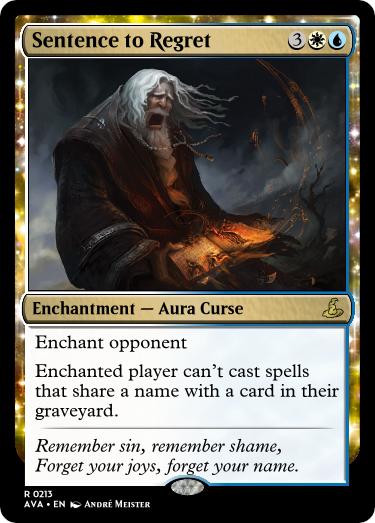 Sentence to Regret 3
Enchantment — Aura Curse
Enchant opponent
Enchanted player can't cast spells
that share a name with a card in their
graveyard.
Remember sin, remember shame,
Forget your joys, forget your name.
R 0213
AVA • EN André Meister